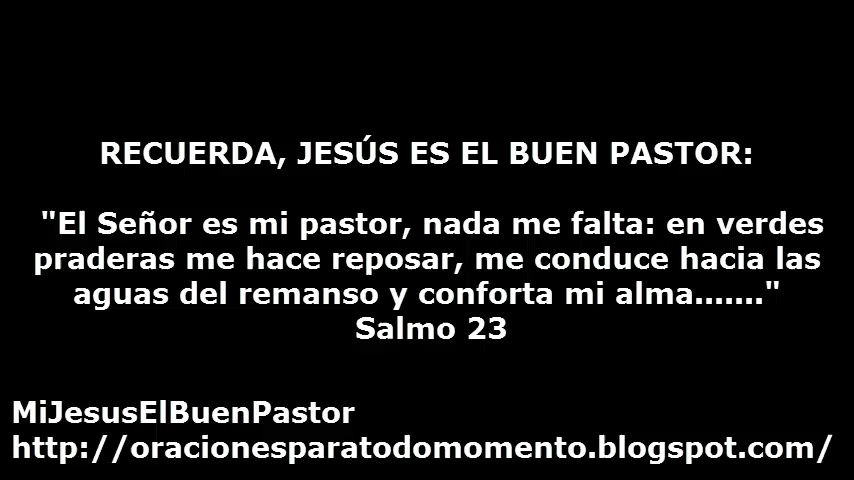 RECUERDA, JESÚS ES EL BUEN PASTOR:
"El Señor es mi pastor, nada me falta: en verdes
praderas me hace reposar, me conduce hacia las
aguas del remanso y conforta mi alma......."
Salmo 23
MiJesusElBuenPastor
http://oracionesparatodomomento.blogspot.com/